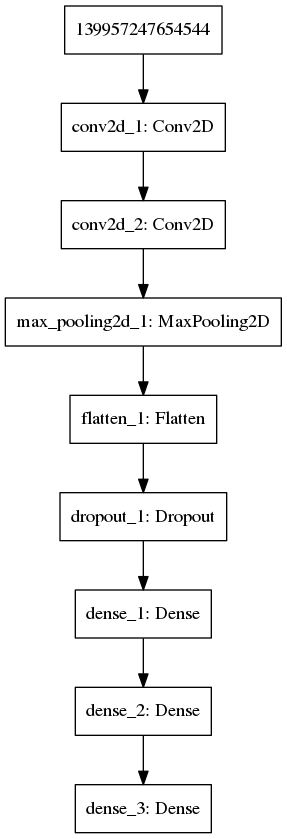 139957247654544
conv2d_1: Conv2D
conv2d_2: Conv2D
max_pooling2d_1: MaxPooling2D
flatten_1: Flatten
dropout_1: Dropout
dense_1: Dense
dense_2: Dense
dense_3: Dense